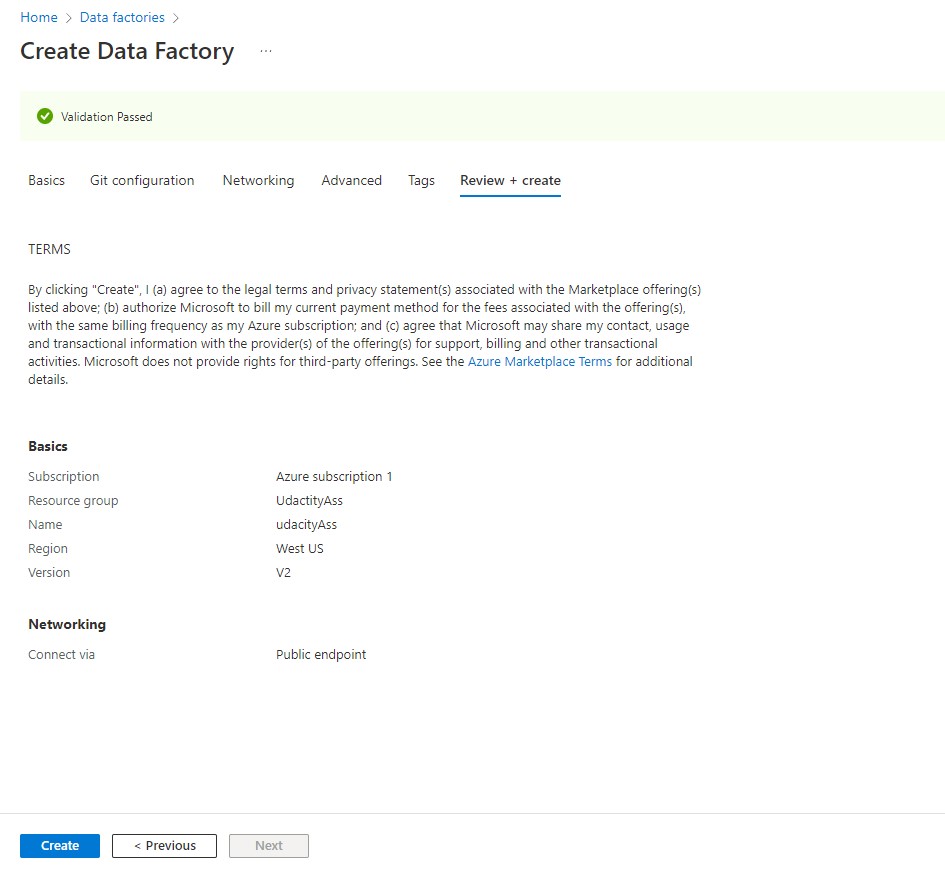 Home > Data factories >
Create Data Factory ...
Validation Passed
Basics Git configuration Networking Advanced Tags Review + create
TERMS
By clicking "Create", I (a) agree to the legal terms and privacy statement(s) associated with the Marketplace offering(s)
listed above; (b) authorize Microsoft to bill my current payment method for the fees associated with the offering(s),
with the same billing frequency as my Azure subscription; and (c) agree that Microsoft may share my contact, usage
and transactional information with the provider(s) of the offering(s) for support, billing and other transactional
activities. Microsoft does not provide rights for third-party offerings. See the Azure Marketplace Terms for additional
details.
Basics
Subscription Azure subscription 1
Resource group UdactityAss
Name udacityAss
Region West US
Version V2
Networking
Connect via Public endpoint
Create < Previous Next